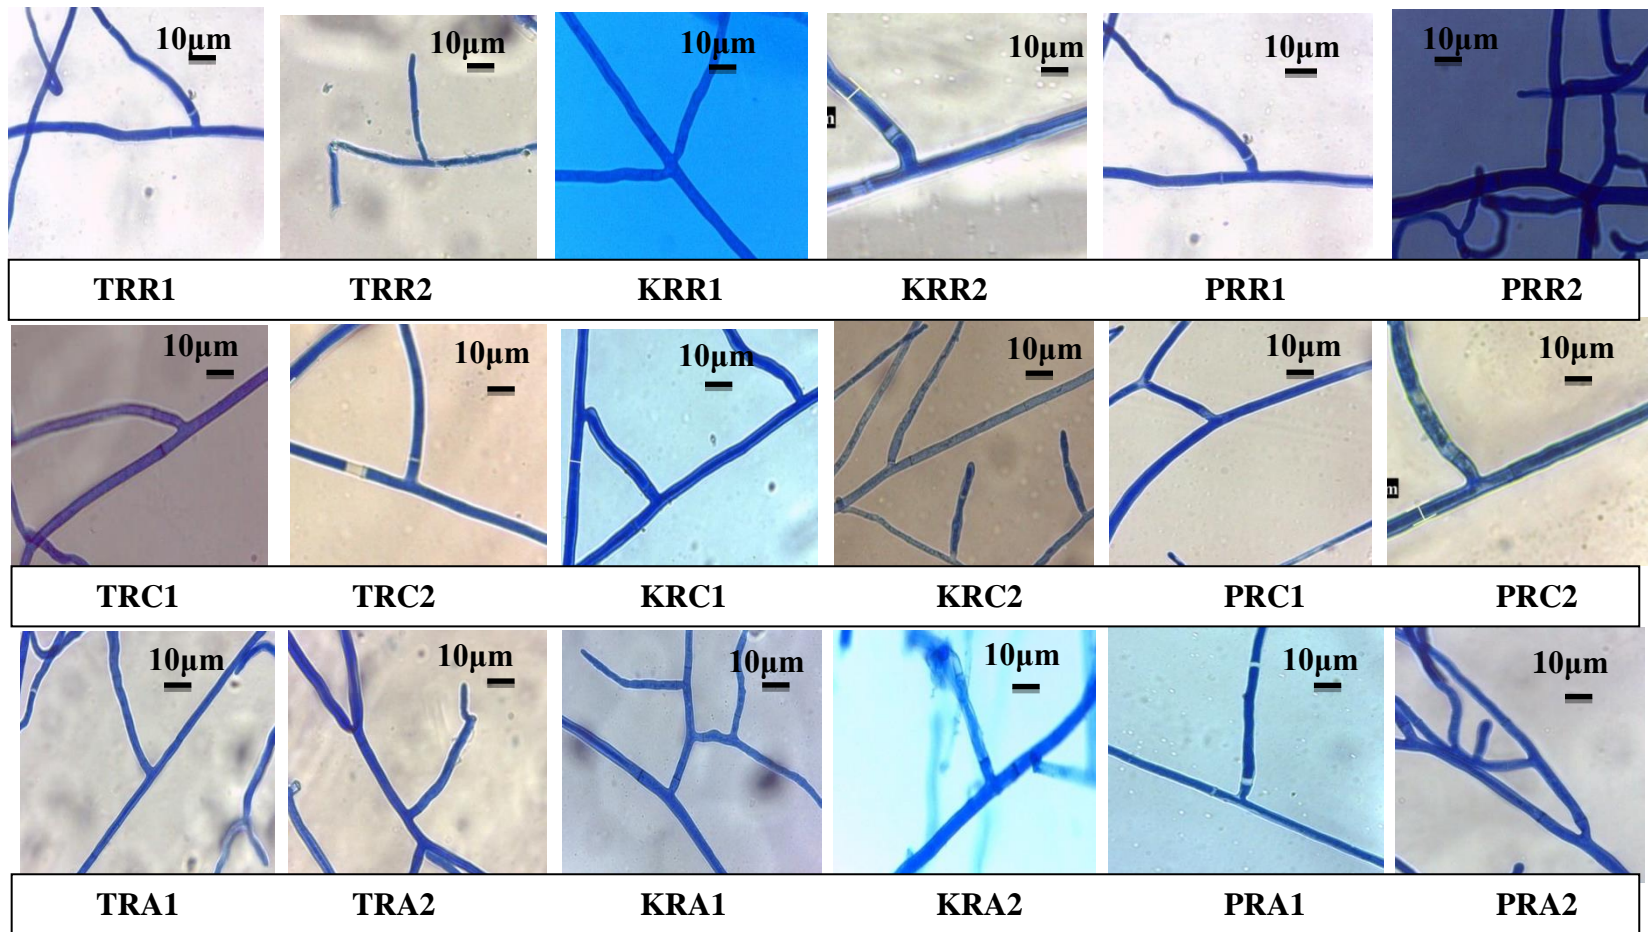 10µm 10µm 10µm 10µm 10µm 10µm
m
TRR1 TRR2 KRR1 KRR2 PRR1 PRR2
10µm 10µm 10µm 10µm 10µm 10µm
m
TRC1 TRC2 KRC1 KRC2 PRC1 PRC2
10µm 10µm 10µm 10µm 10µm 10µm
TRA1 TRA2 KRA1 KRA2 PRA1 PRA2